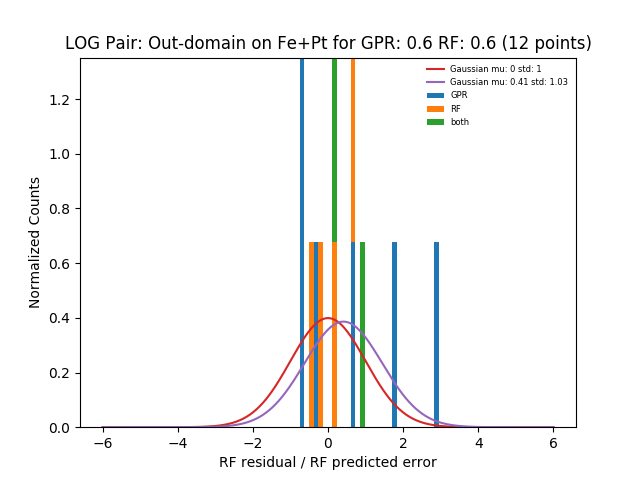 LOG Pair: Out-domain on Fe+Pt for GPR: 0.6 RF: 0.6 (12 points)
Gaussian mu: 0 std: 1
Gaussian mu: 0.41 std: 1.03
GPR
RF
both
Normalized Counts
1.2
1.0
0.8
0.6
0.4
0.2
0.0
−6 −4 −2 0 2 4 6
RF residual / RF predicted error